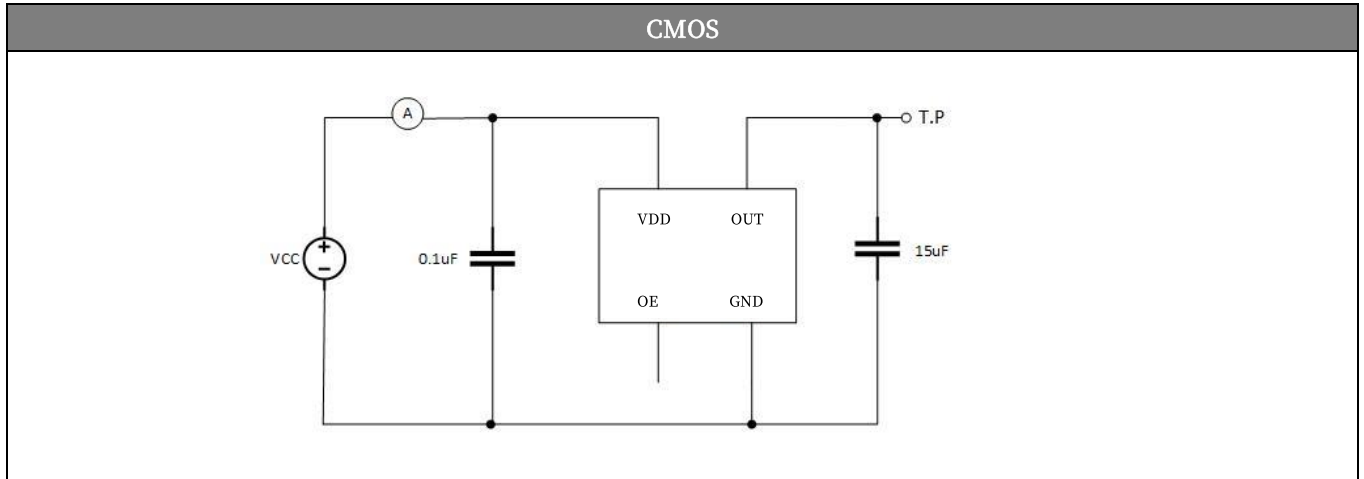 CMOS
A
T.P
VDD OUT
VCC
0.1uF
15uF
OE GND